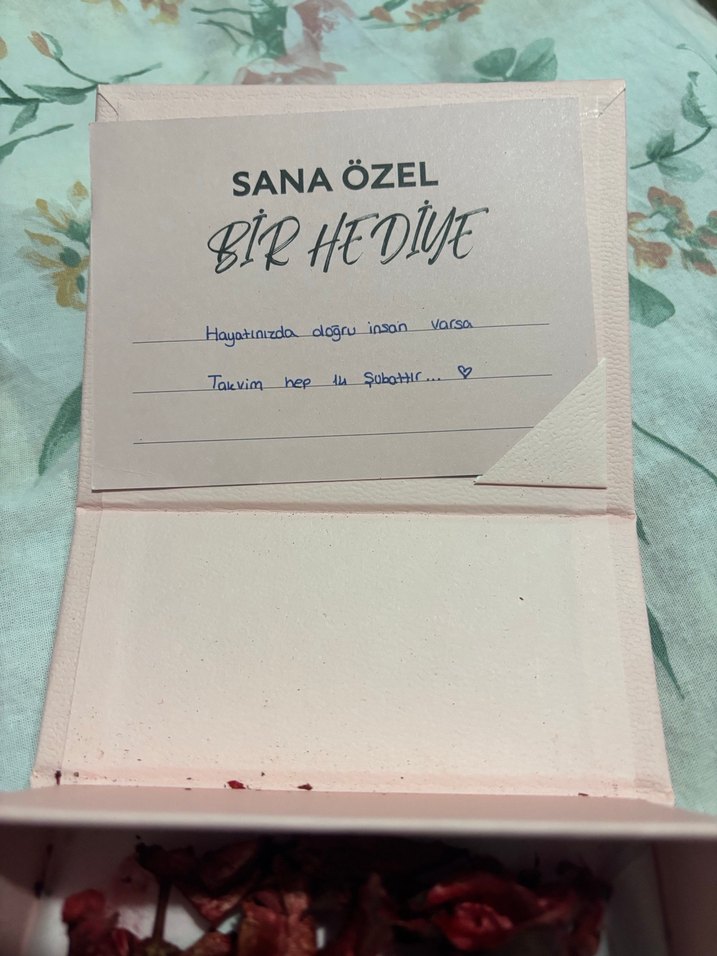 SANA ÖZEL
BİR HEDİYE
Hayatınızda doğru insan varsa
Takvim hep 14 Şubattır... ♡